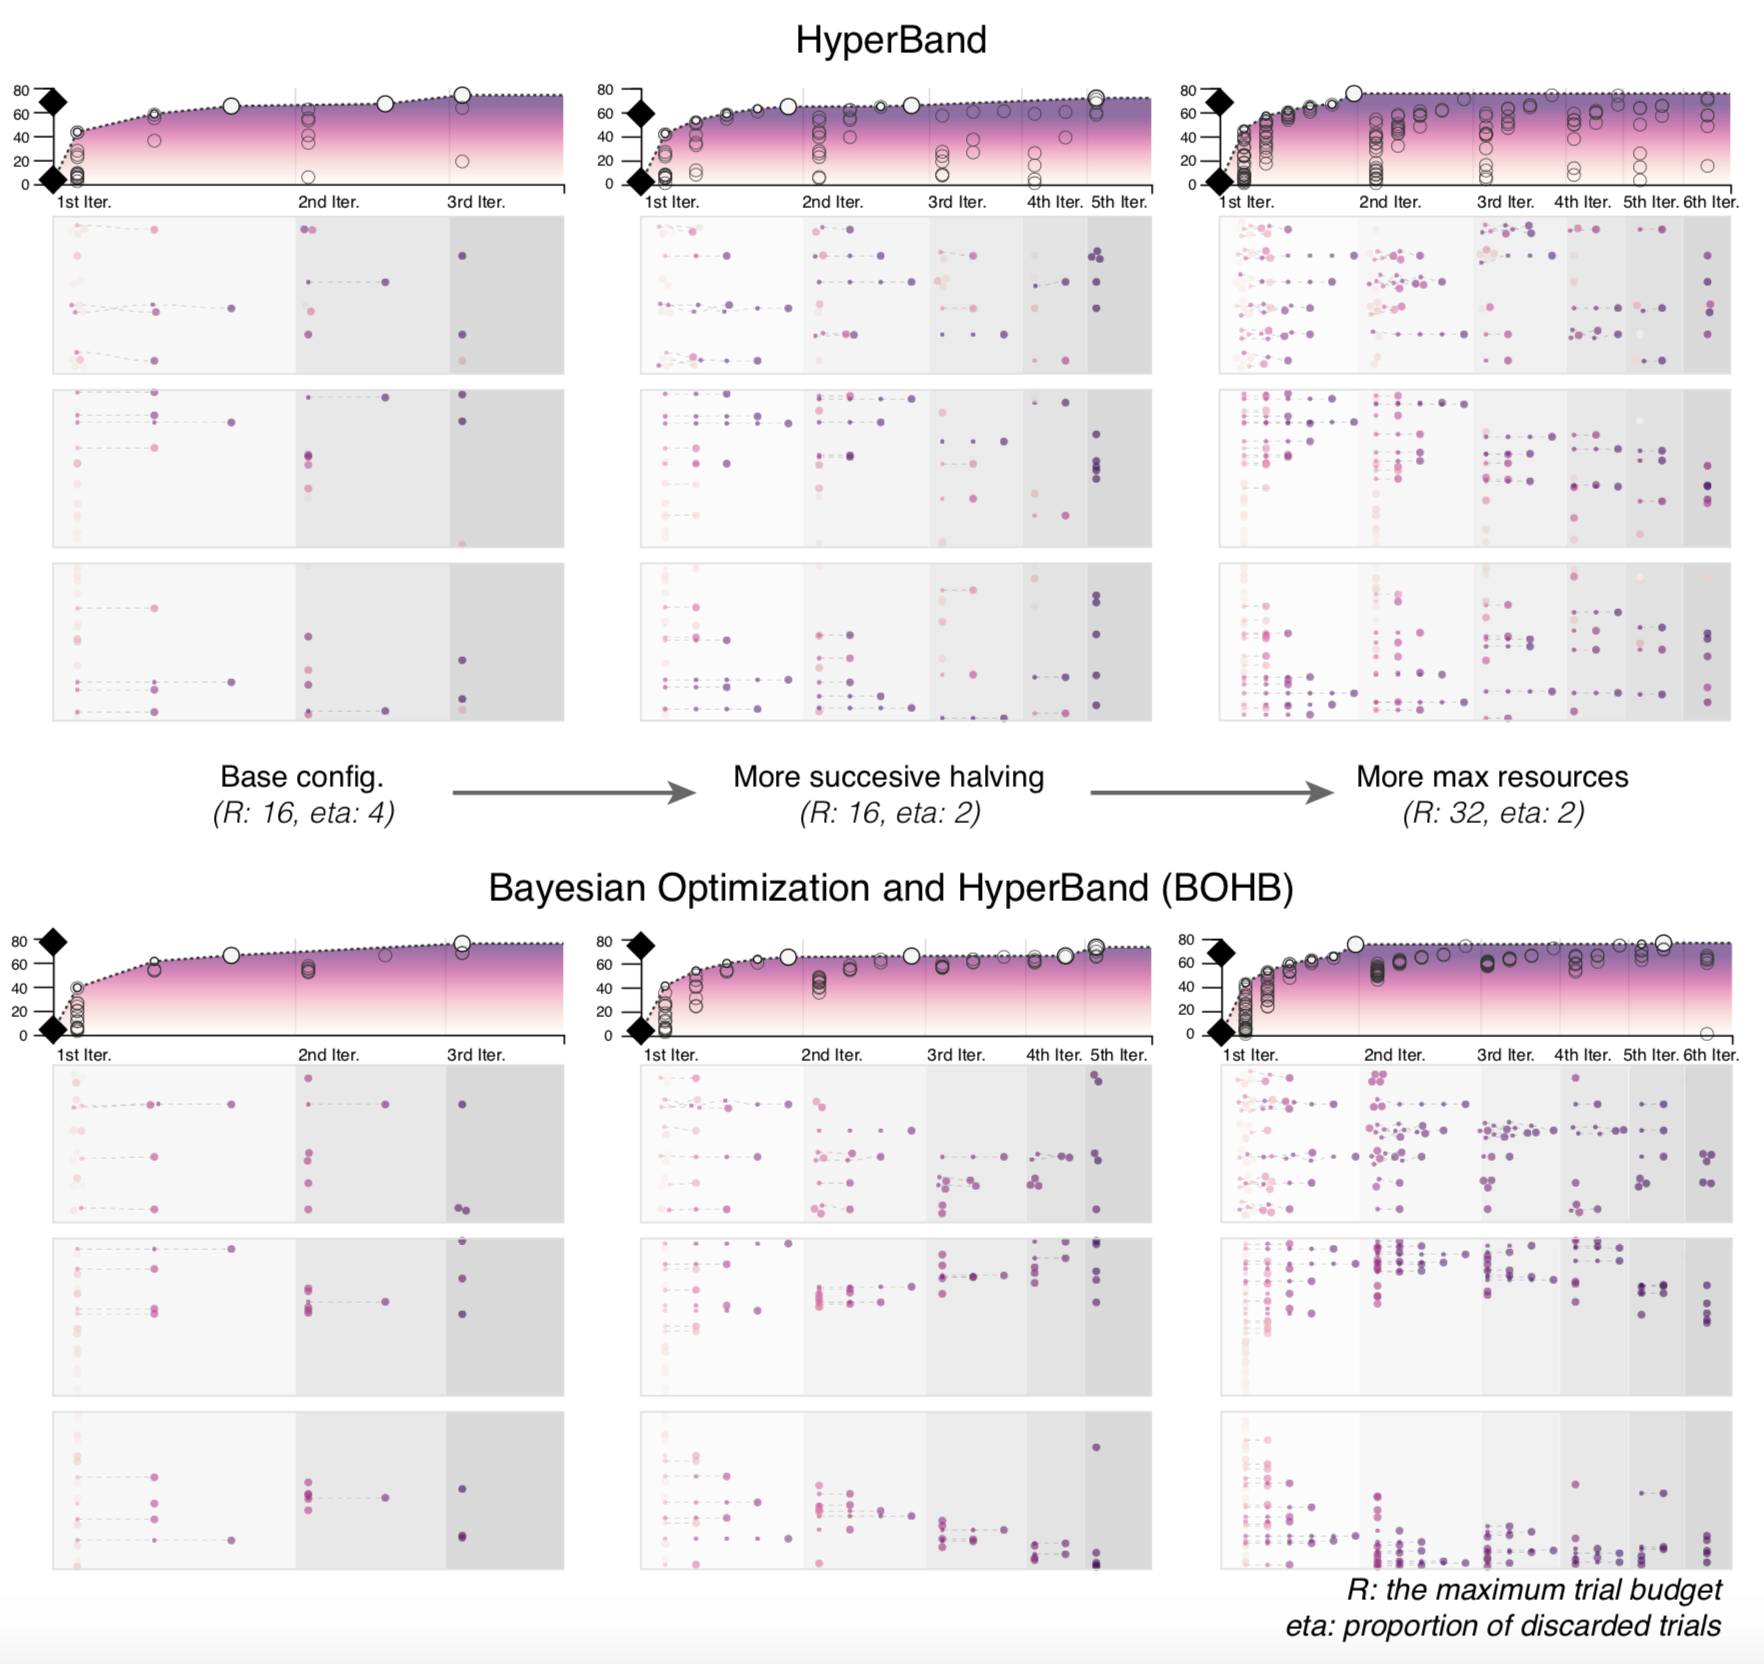 HyperBand
80
60
40
20
0
1st Iter. 2nd Iter. 3rd Iter.
80
60
40
20
0
1st Iter. 2nd Iter. 3rd Iter. 4th Iter. 5th Iter.
80
60
40
20
0
1st Iter. 2nd Iter. 3rd Iter. 4th Iter. 5th Iter. 6th Iter.
Base config.
(R: 16, eta: 4)
More succesive halving
(R: 16, eta: 2)
More max resources
(R: 32, eta: 2)
Bayesian Optimization and HyperBand (BOHB)
80
60
40
20
0
1st Iter. 2nd Iter. 3rd Iter.
80
60
40
20
0
1st Iter. 2nd Iter. 3rd Iter. 4th Iter. 5th Iter.
80
60
40
20
0
1st Iter. 2nd Iter. 3rd Iter. 4th Iter. 5th Iter. 6th Iter.
R: the maximum trial budget
eta: proportion of discarded trials